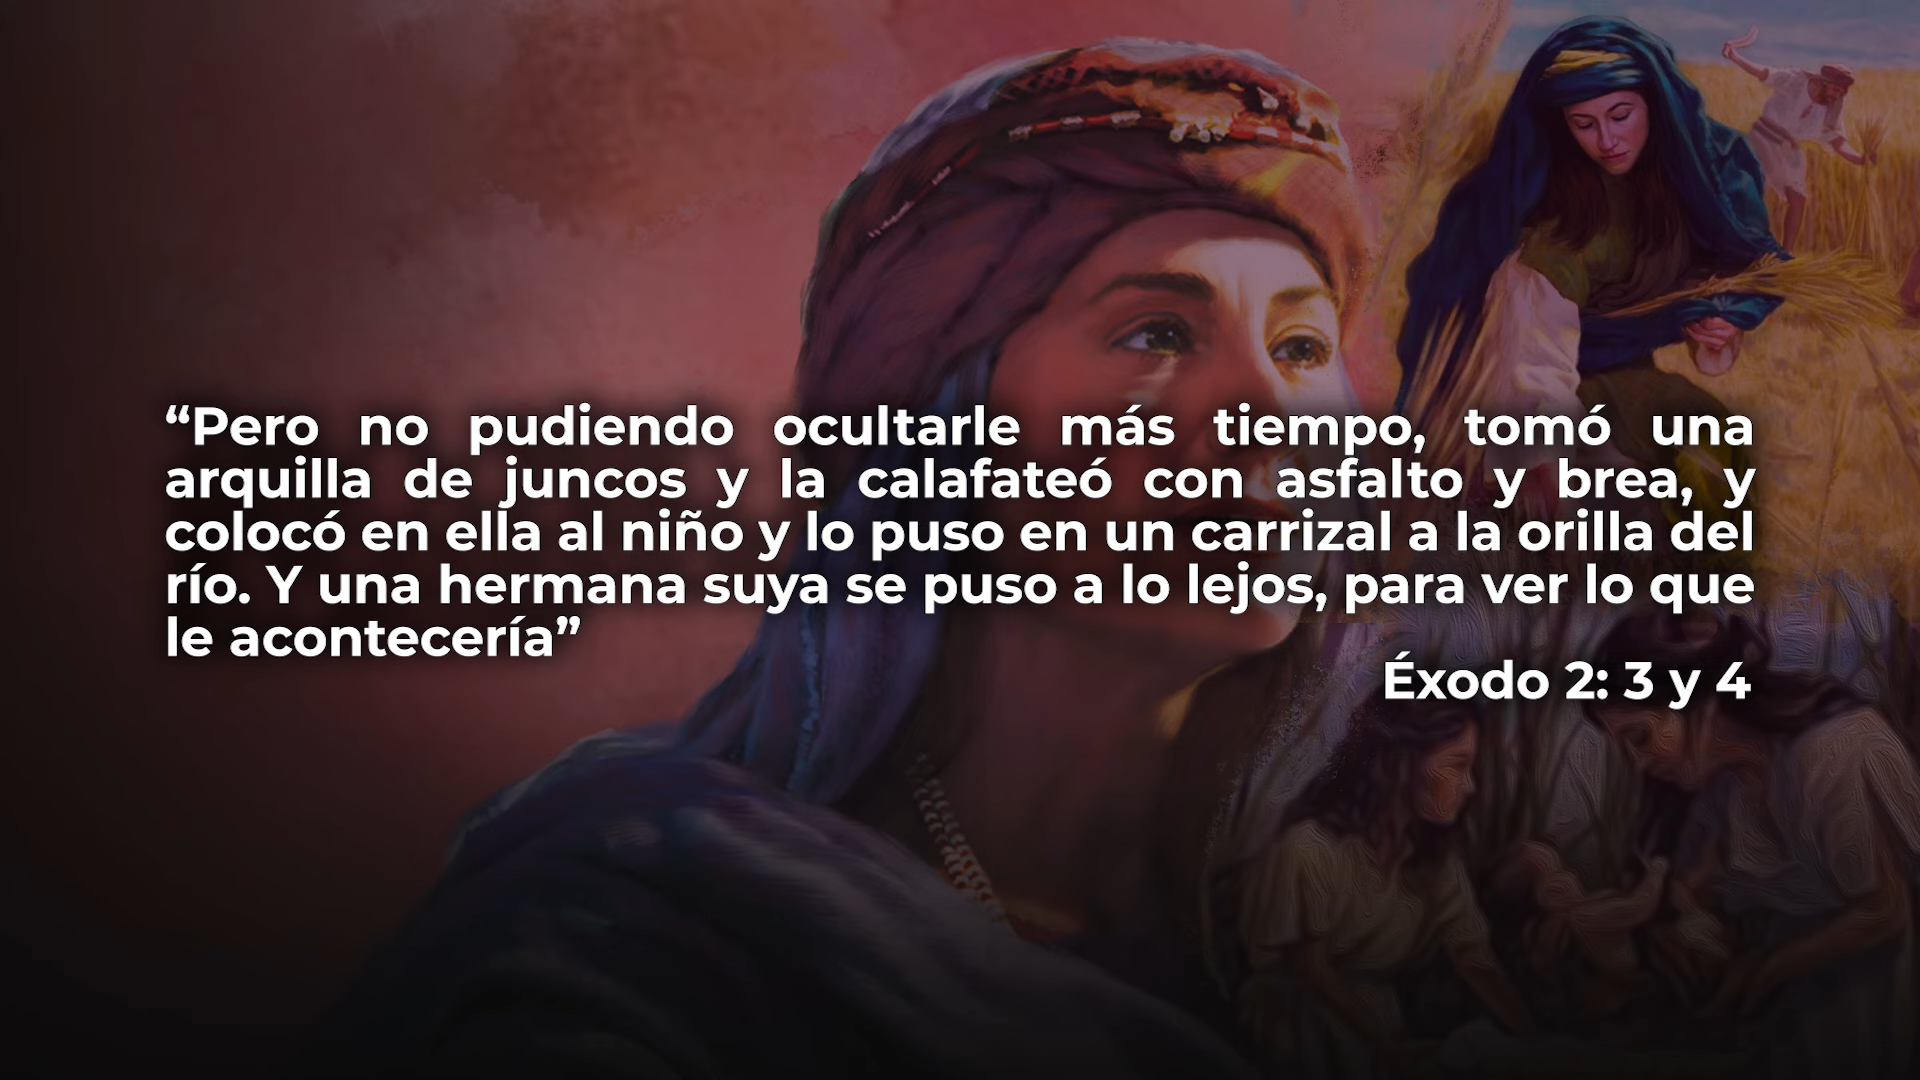 “Pero no pudiendo ocultarle más tiempo, tomó una
arquilla de juncos y la calafateó con asfalto y brea, y
colocó en ella al niño y lo puso en un carrizal a la orilla del
río. Y una hermana suya se puso a lo lejos, para ver lo que
le acontecería”
Éxodo 2: 3 y 4